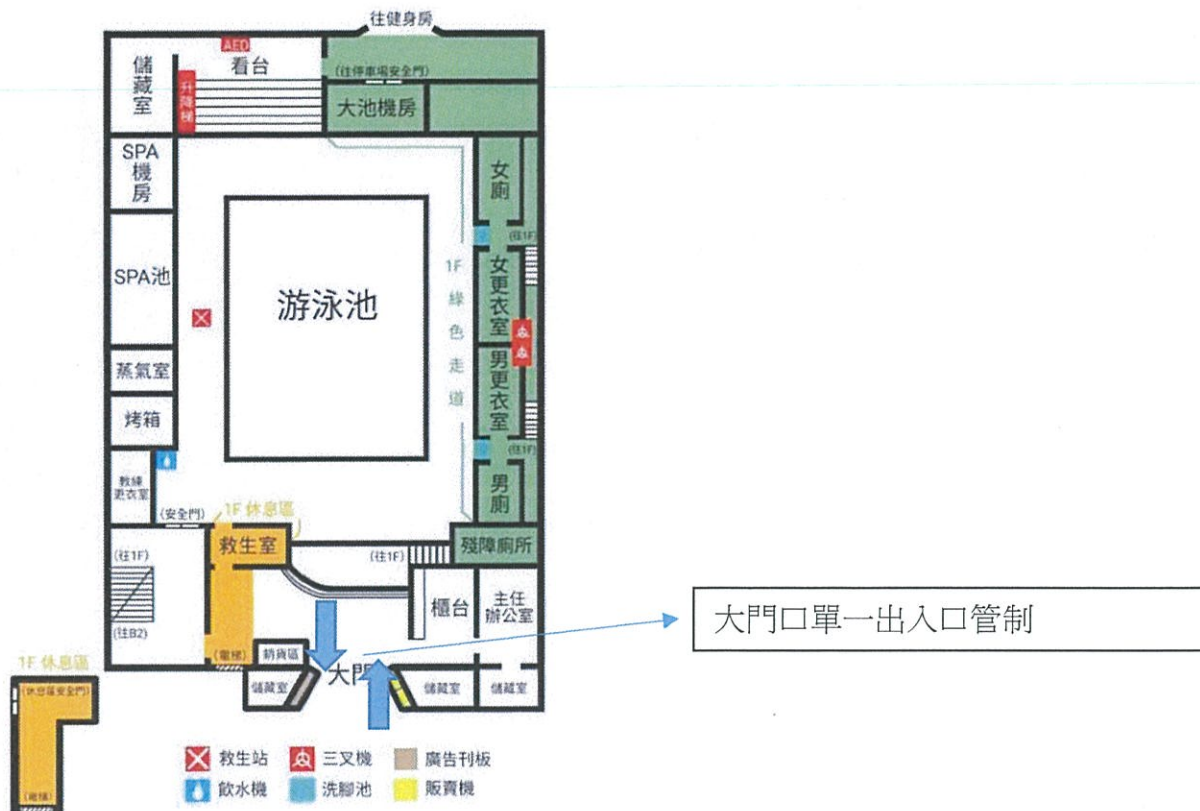 往健身房
AED
看台
儲藏室
升降梯
(往停車場安全門)
大池機房
SPA機房
女廁
(往1F)
SPA池
游泳池
1F綠色走道
女更衣室
男更衣室
蒸氣室
烤箱
(往1F)
教練
更衣室
男廁
(安全門)
1F 休息區
救生室
(往1F)
殘障廁所
(往1F)
(往B2)
櫃台
主任
辦公室
大門口單一出入口管制
(電梯)
銷貨區
大門
儲藏室
儲藏室
儲藏室
1F 休息區
(休息區安全門)
(電梯)
救生站
三叉機
廣告刊板
飲水機
洗腳池
販賣機